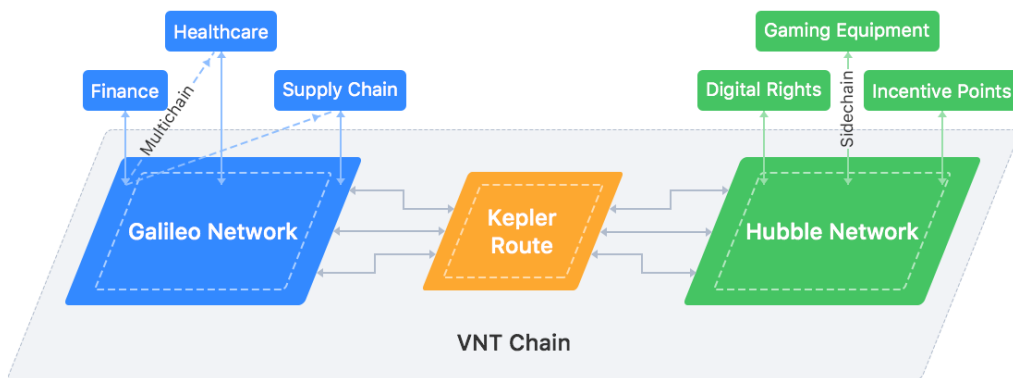 Healthcare
Gaming Equipment
Finance
Supply Chain
Digital Rights
Incentive Points
Multichain
Sidechain
Galileo Network
Kepler
Route
Hubble Network
VNT Chain